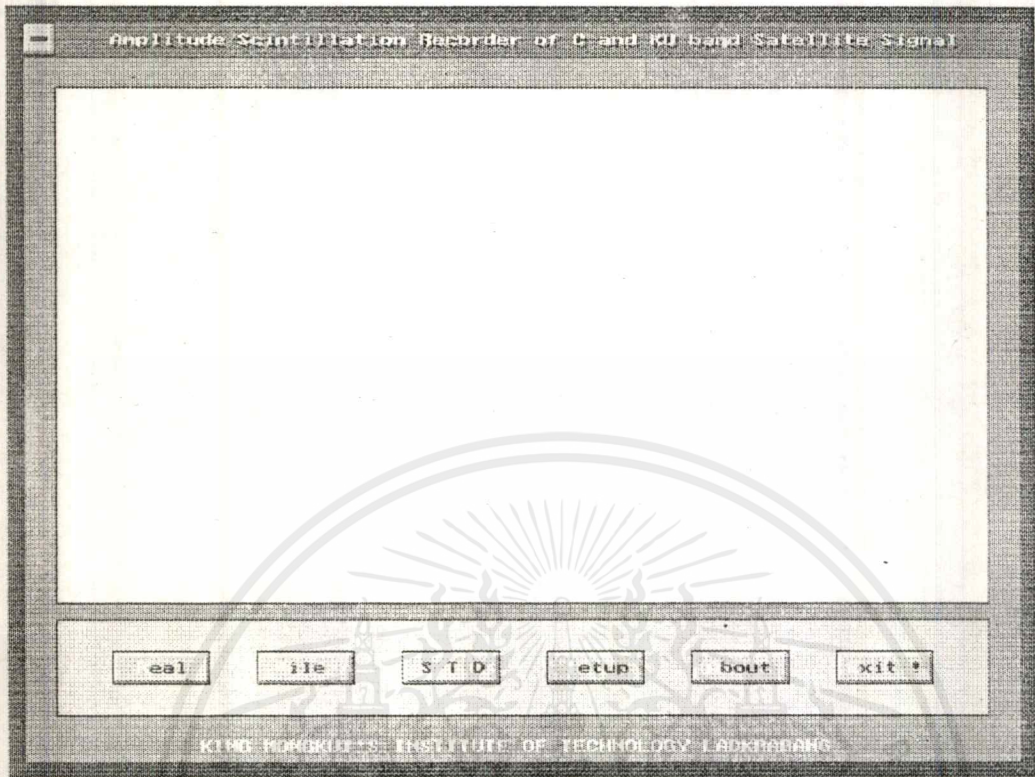 Amplitude Scintillation Recorder of C and KU band Satellite Signal
eal ile S T D etup bout xit *
KING MONGKUT'S INSTITUTE OF TECHNOLOGY LADKRABANG